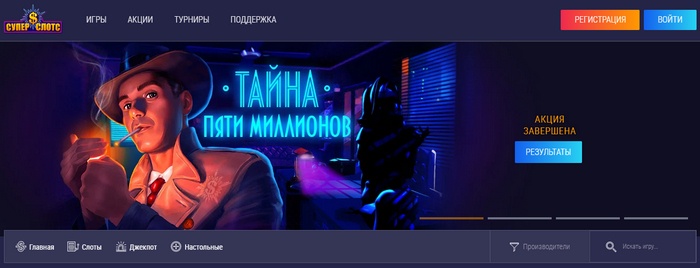 СУПЕР СЛОТС
ИГРЫ
АКЦИИ
ТУРНИРЫ
ПОДДЕРЖКА
РЕГИСТРАЦИЯ
ВОЙТИ
ТАЙНА
ПЯТИ МИЛЛИОНОВ
АКЦИЯ
ЗАВЕРШЕНА
РЕЗУЛЬТАТЫ
Главная
Слоты
Джекпот
Настольные
Производители
Искать игру...